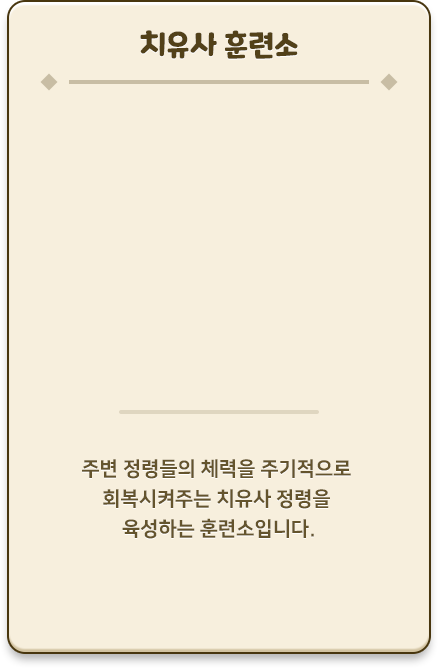 치유사 훈련소
주변 정령들의 체력을 주기적으로
회복시켜주는 치유사 정령을
육성하는 훈련소입니다.